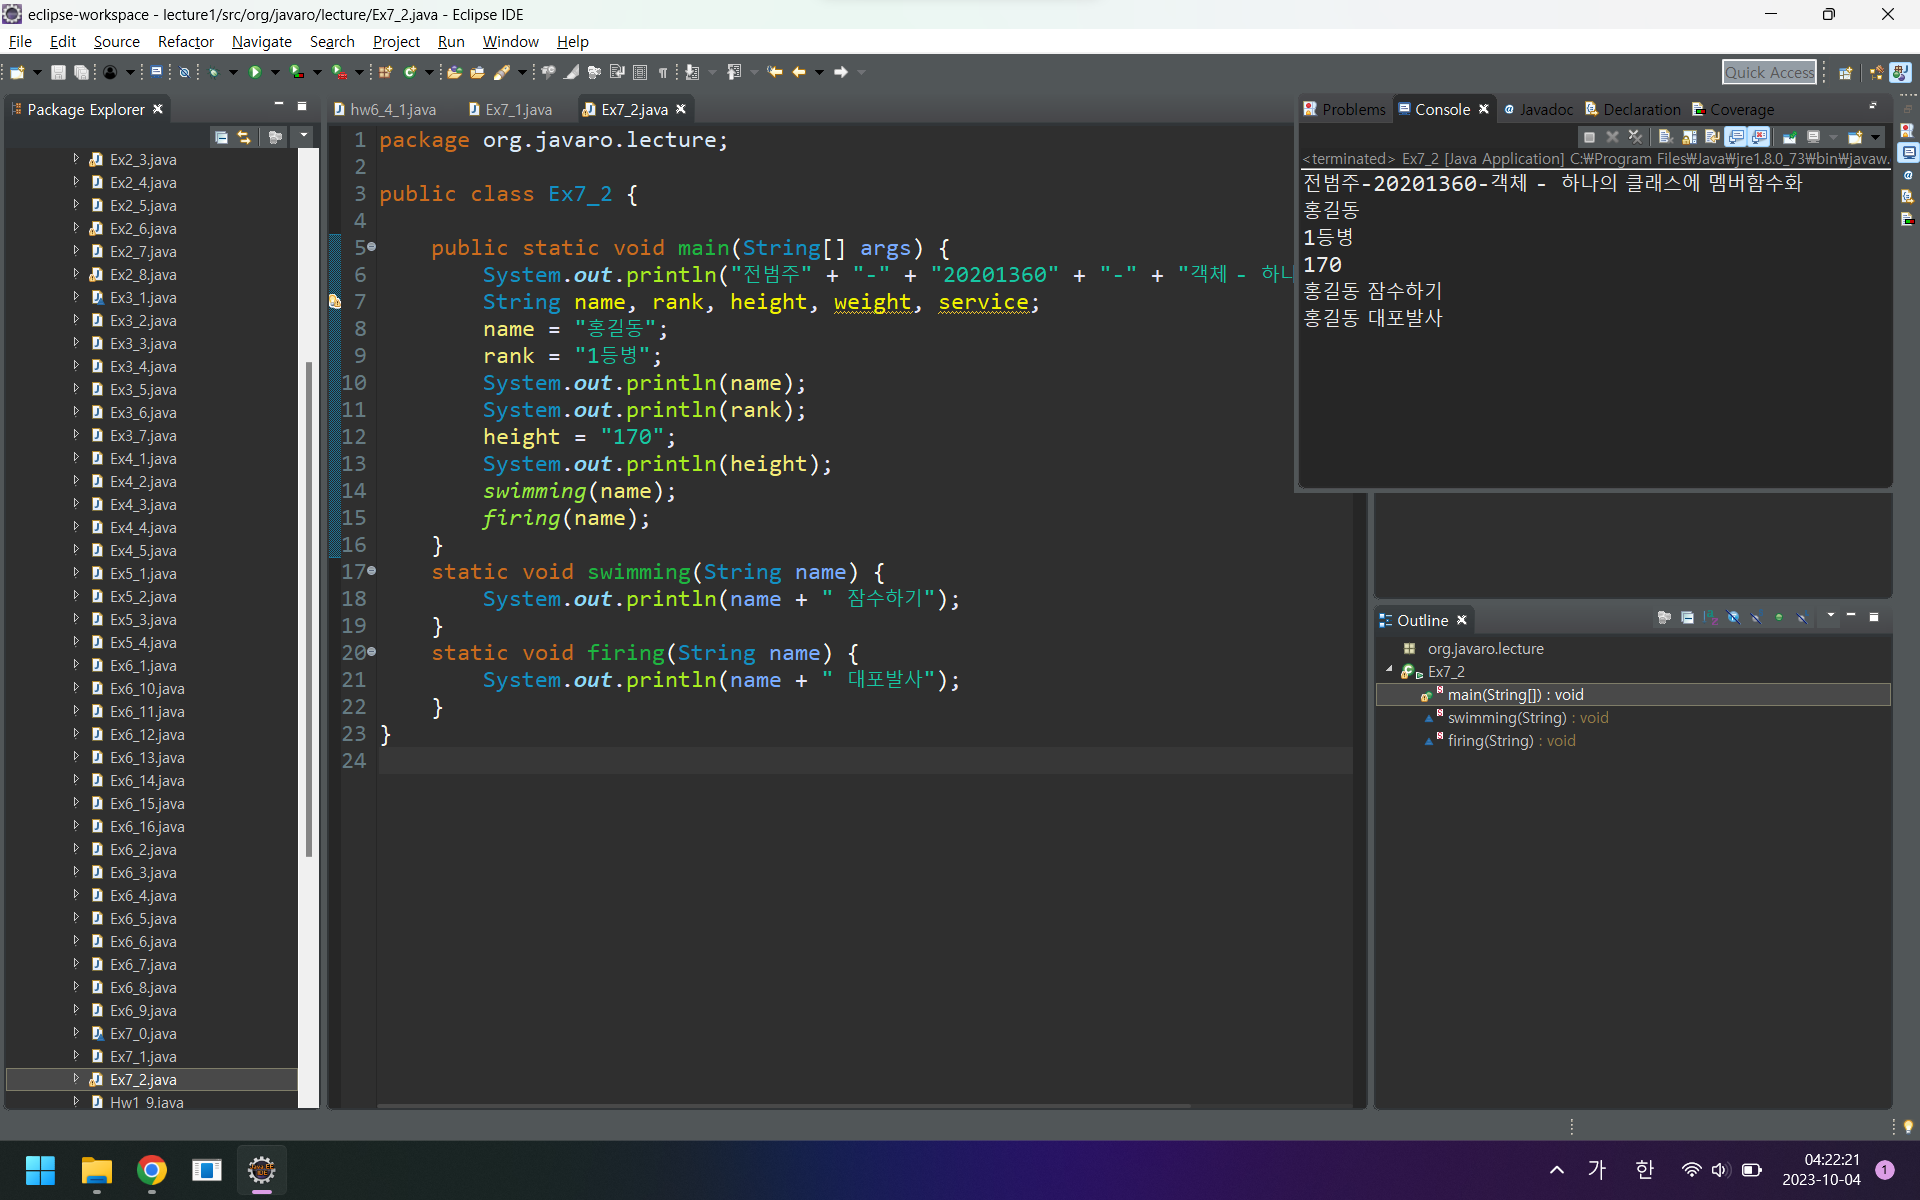 eclipse-workspace - lecture1/src/org/javaro/lecture/Ex7_2.java - Eclipse IDE
File Edit Source Refactor Navigate Search Project Run Window Help
Quick Access
Package Explorer
Ex2_3.java
Ex2_4.java
Ex2_5.java
Ex2_6.java
Ex2_7.java
Ex2_8.java
Ex3_1.java
Ex3_2.java
Ex3_3.java
Ex3_4.java
Ex3_5.java
Ex3_6.java
Ex3_7.java
Ex4_1.java
Ex4_2.java
Ex4_3.java
Ex4_4.java
Ex4_5.java
Ex5_1.java
Ex5_2.java
Ex5_3.java
Ex5_4.java
Ex6_1.java
Ex6_10.java
Ex6_11.java
Ex6_12.java
Ex6_13.java
Ex6_14.java
Ex6_15.java
Ex6_16.java
Ex6_2.java
Ex6_3.java
Ex6_4.java
Ex6_5.java
Ex6_6.java
Ex6_7.java
Ex6_8.java
Ex6_9.java
Ex7_0.java
Ex7_1.java
Ex7_2.java
Hw1_9.java
hw6_4_1.java Ex7_1.java Ex7_2.java
1 package org.javaro.lecture;
2
3 public class Ex7_2 {
4
5 public static void main(String[] args) {
6 System.out.println("전범주" + "-" + "20201360" + "-" + "객체 - 하나
7 String name, rank, height, weight, service;
8 name = "홍길동";
9 rank = "1등병";
10 System.out.println(name);
11 System.out.println(rank);
12 height = "170";
13 System.out.println(height);
14 swimming(name);
15 firing(name);
16 }
17 static void swimming(String name) {
18 System.out.println(name + " 잠수하기");
19 }
20 static void firing(String name) {
21 System.out.println(name + " 대포발사");
22 }
23 }
24
Problems Console Javadoc Declaration Coverage
<terminated> Ex7_2 [Java Application] C:₩Program Files₩Java₩jre1.8.0_73₩bin₩javaw.
전범주-20201360-객체 - 하나의 클래스에 멤버함수화
홍길동
1등병
170
홍길동 잠수하기
홍길동 대포발사
Outline
org.javaro.lecture
Ex7_2
main(String[]) : void
swimming(String) : void
firing(String) : void
가 한
04:22:21
2023-10-04
1